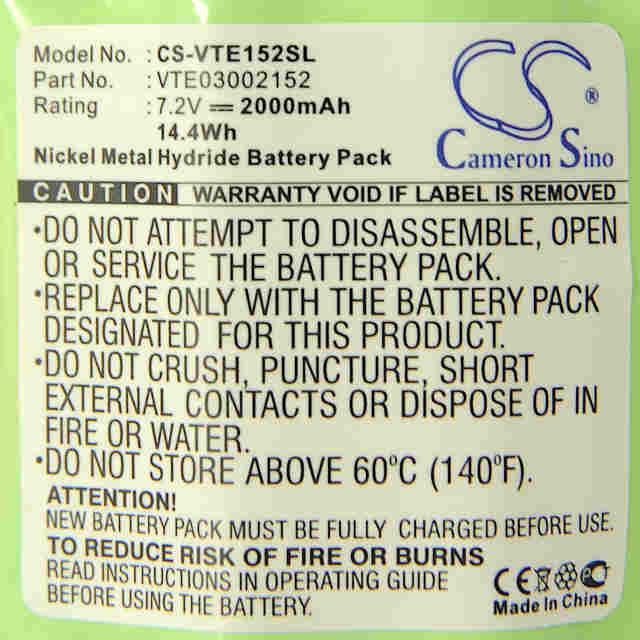 Model No. : CS-VTE152SL
Part No. : VTE03002152
Rating : 7.2V ⎓ 2000mAh
14.4Wh
Nickel Metal Hydride Battery Pack
CS ®
Cameron Sino
CAUTION WARRANTY VOID IF LABEL IS REMOVED
•DO NOT ATTEMPT TO DISASSEMBLE, OPEN
OR SERVICE THE BATTERY PACK.
•REPLACE ONLY WITH THE BATTERY PACK
DESIGNATED FOR THIS PRODUCT.
•DO NOT CRUSH, PUNCTURE, SHORT
EXTERNAL CONTACTS OR DISPOSE OF IN
FIRE OR WATER.
•DO NOT STORE ABOVE 60°C (140°F).
ATTENTION!
NEW BATTERY PACK MUST BE FULLY CHARGED BEFORE USE.
TO REDUCE RISK OF FIRE OR BURNS
READ INSTRUCTIONS IN OPERATING GUIDE
BEFORE USING THE BATTERY.
CE
Made In China